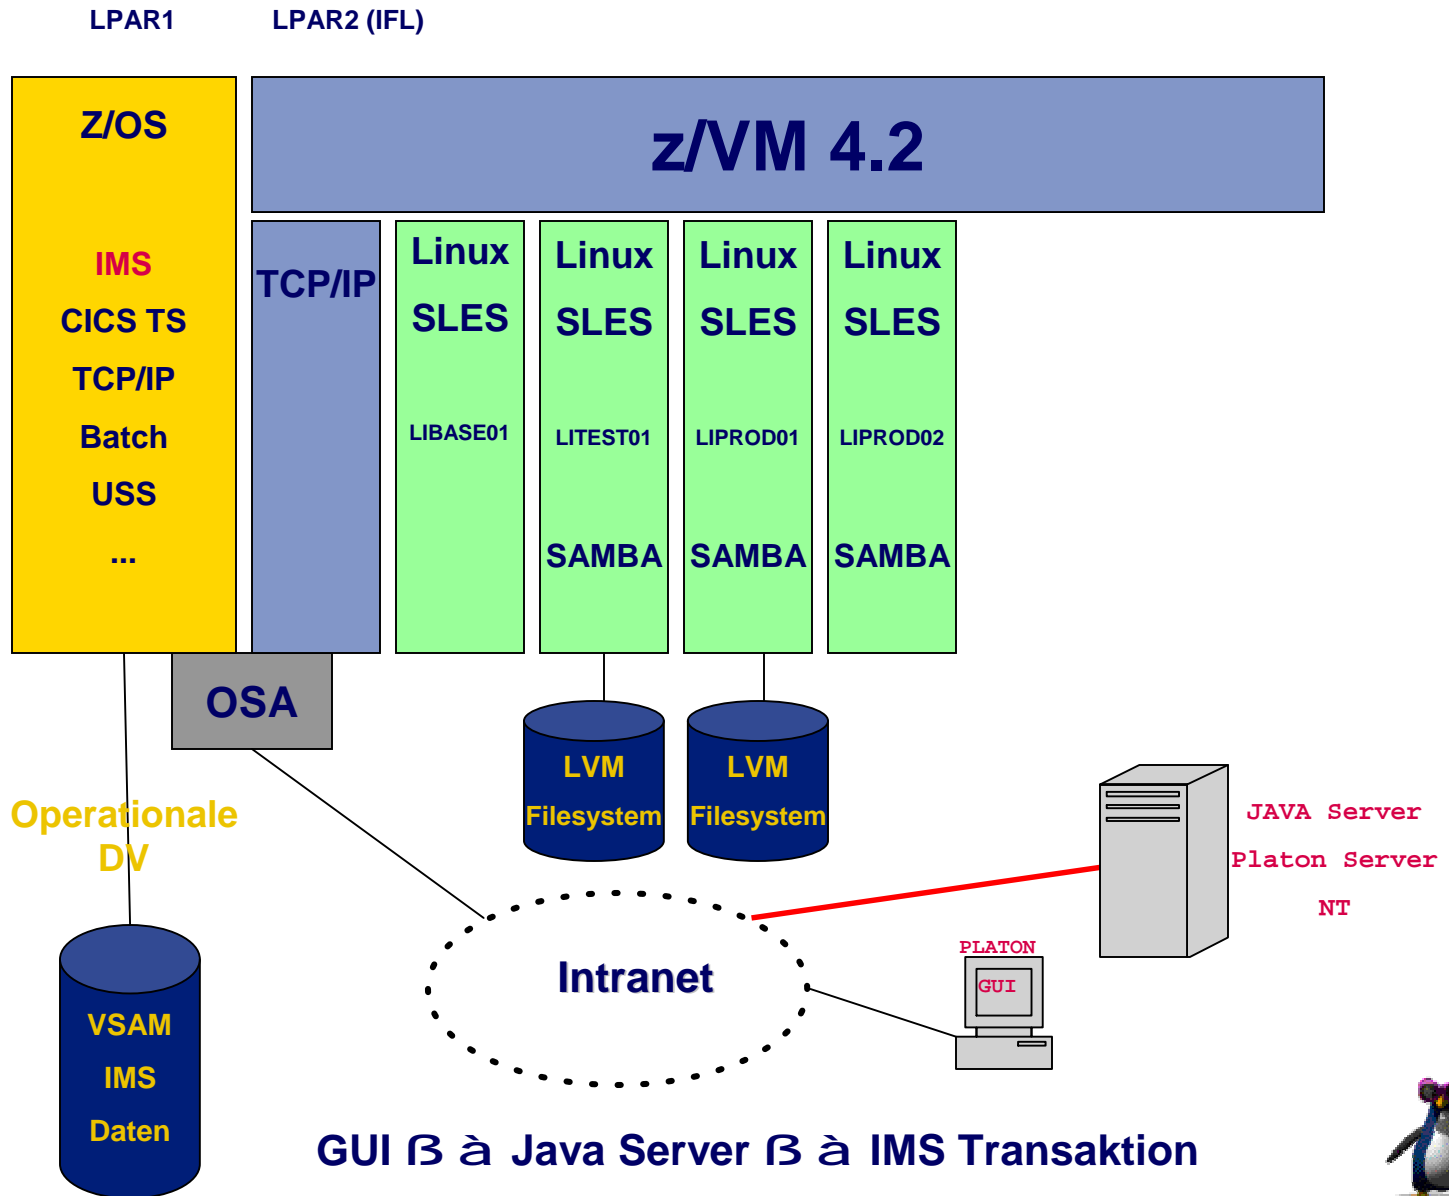 LPAR1
LPAR2 (IFL)
Z/OS
IMS
CICS TS
TCP/IP
Batch
USS
...
z/VM 4.2
TCP/IP
Linux
SLES
LIBASE01
Linux
SLES
LITEST01
SAMBA
Linux
SLES
LIPROD01
SAMBA
Linux
SLES
LIPROD02
SAMBA
OSA
LVM
Filesystem
LVM
Filesystem
Operationale
DV
VSAM
IMS
Daten
Intranet
JAVA Server
Platon Server
NT
PLATON
GUI
GUI ß à Java Server ß à IMS Transaktion